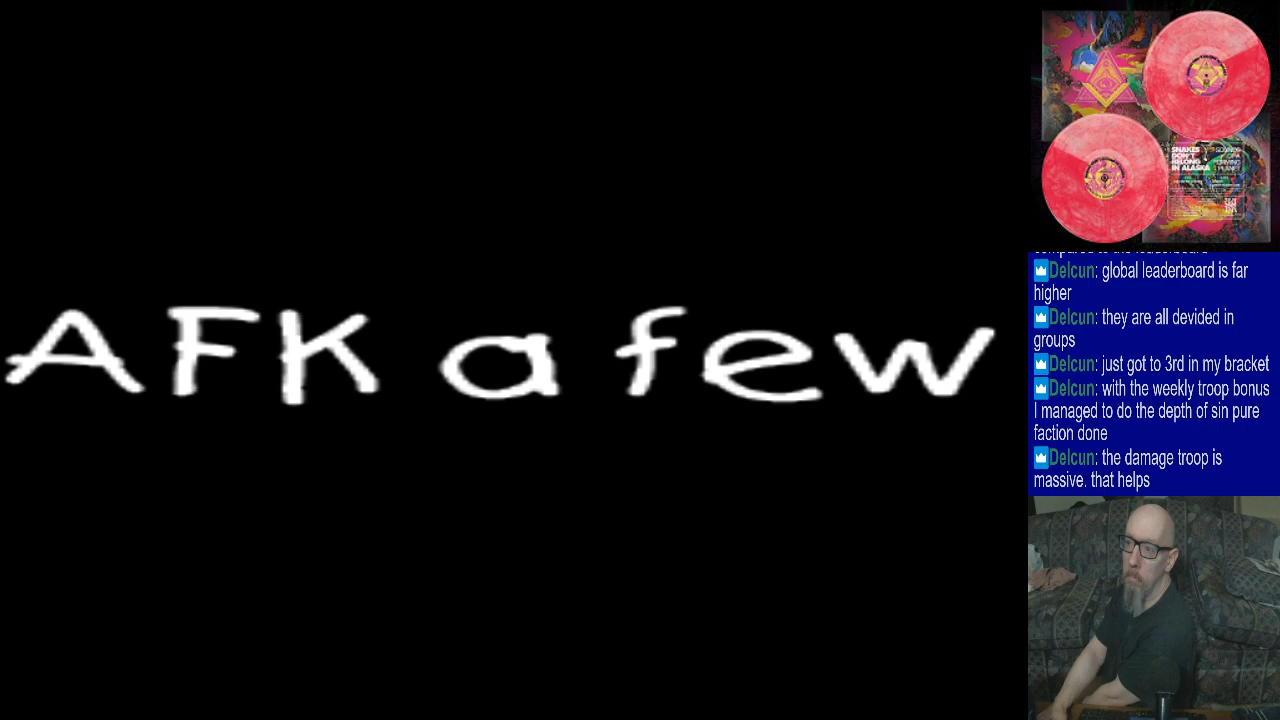 AFK a few
SNAKES
DON'T
BELONG
IN ALASKA
Delcun: global leaderboard is far
higher
Delcun: they are all devided in
groups
Delcun: just got to 3rd in my bracket
Delcun: with the weekly troop bonus
I managed to do the depth of sin pure
faction done
Delcun: the damage troop is
massive. that helps